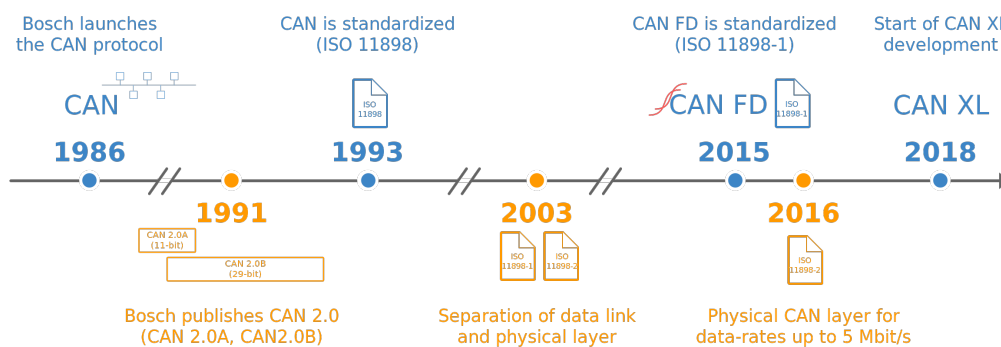 Bosch launches
the CAN protocol
CAN is standardized
(ISO 11898)
CAN FD is standardized
(ISO 11898-1)
Start of CAN
development
CAN
ISO
11898
CAN FD
ISO
11898-1
CAN XL
1986
1993
2015
2018
1991
2003
2016
CAN 2.0A
(11-bit)
CAN 2.0B
(29-bit)
ISO
11898-1
ISO
11898-2
ISO
11898-2
Bosch publishes CAN 2.0
(CAN 2.0A, CAN2.0B)
Separation of data link
and physical layer
Physical CAN layer for
data-rates up to 5 Mbit/s